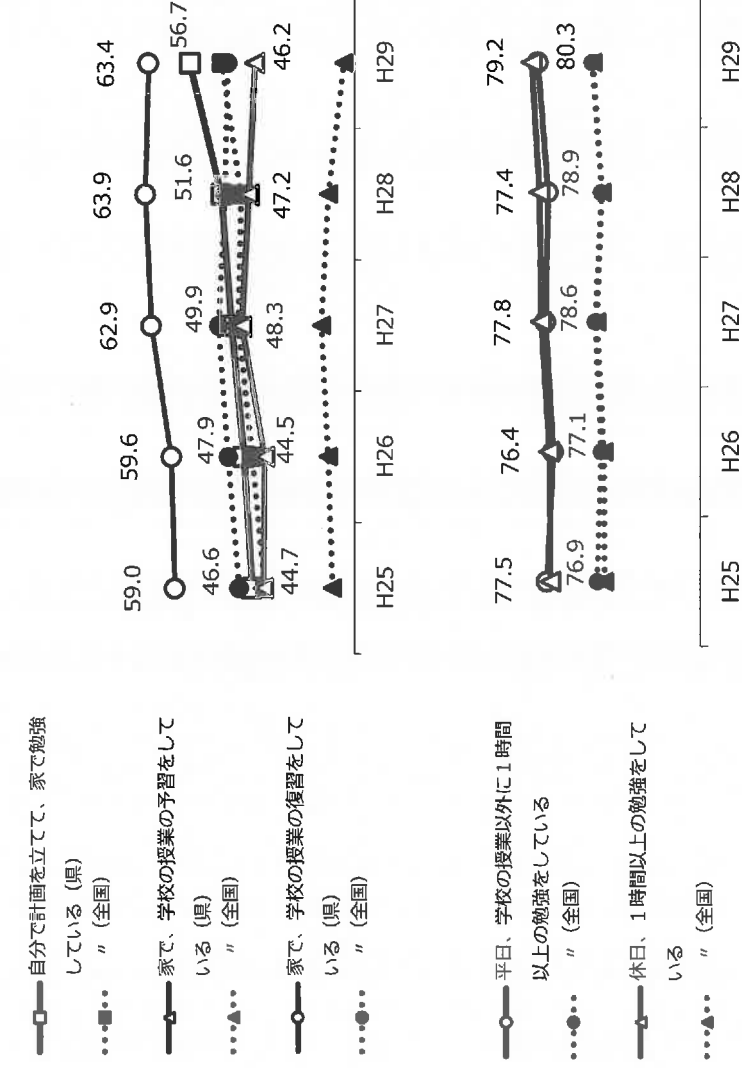 自分で計画を立てて、家で勉強
している（県）
〃（全国）
家で、学校の授業の予習をして
いる（県）
〃（全国）
家で、学校の授業の復習をして
いる（県）
〃（全国）
59.0 59.6 62.9 63.9 63.4
46.6 47.9 49.9 51.6 56.7
44.7 44.5 48.3 47.2 46.2
H25 H26 H27 H28 H29
平日、学校の授業以外に１時間
以上の勉強をしている
〃（全国）
休日、１時間以上の勉強をして
いる
〃（全国）
77.5 76.4 77.8 77.4 79.2
76.9 77.1 78.6 78.9 80.3
H25 H26 H27 H28 H29